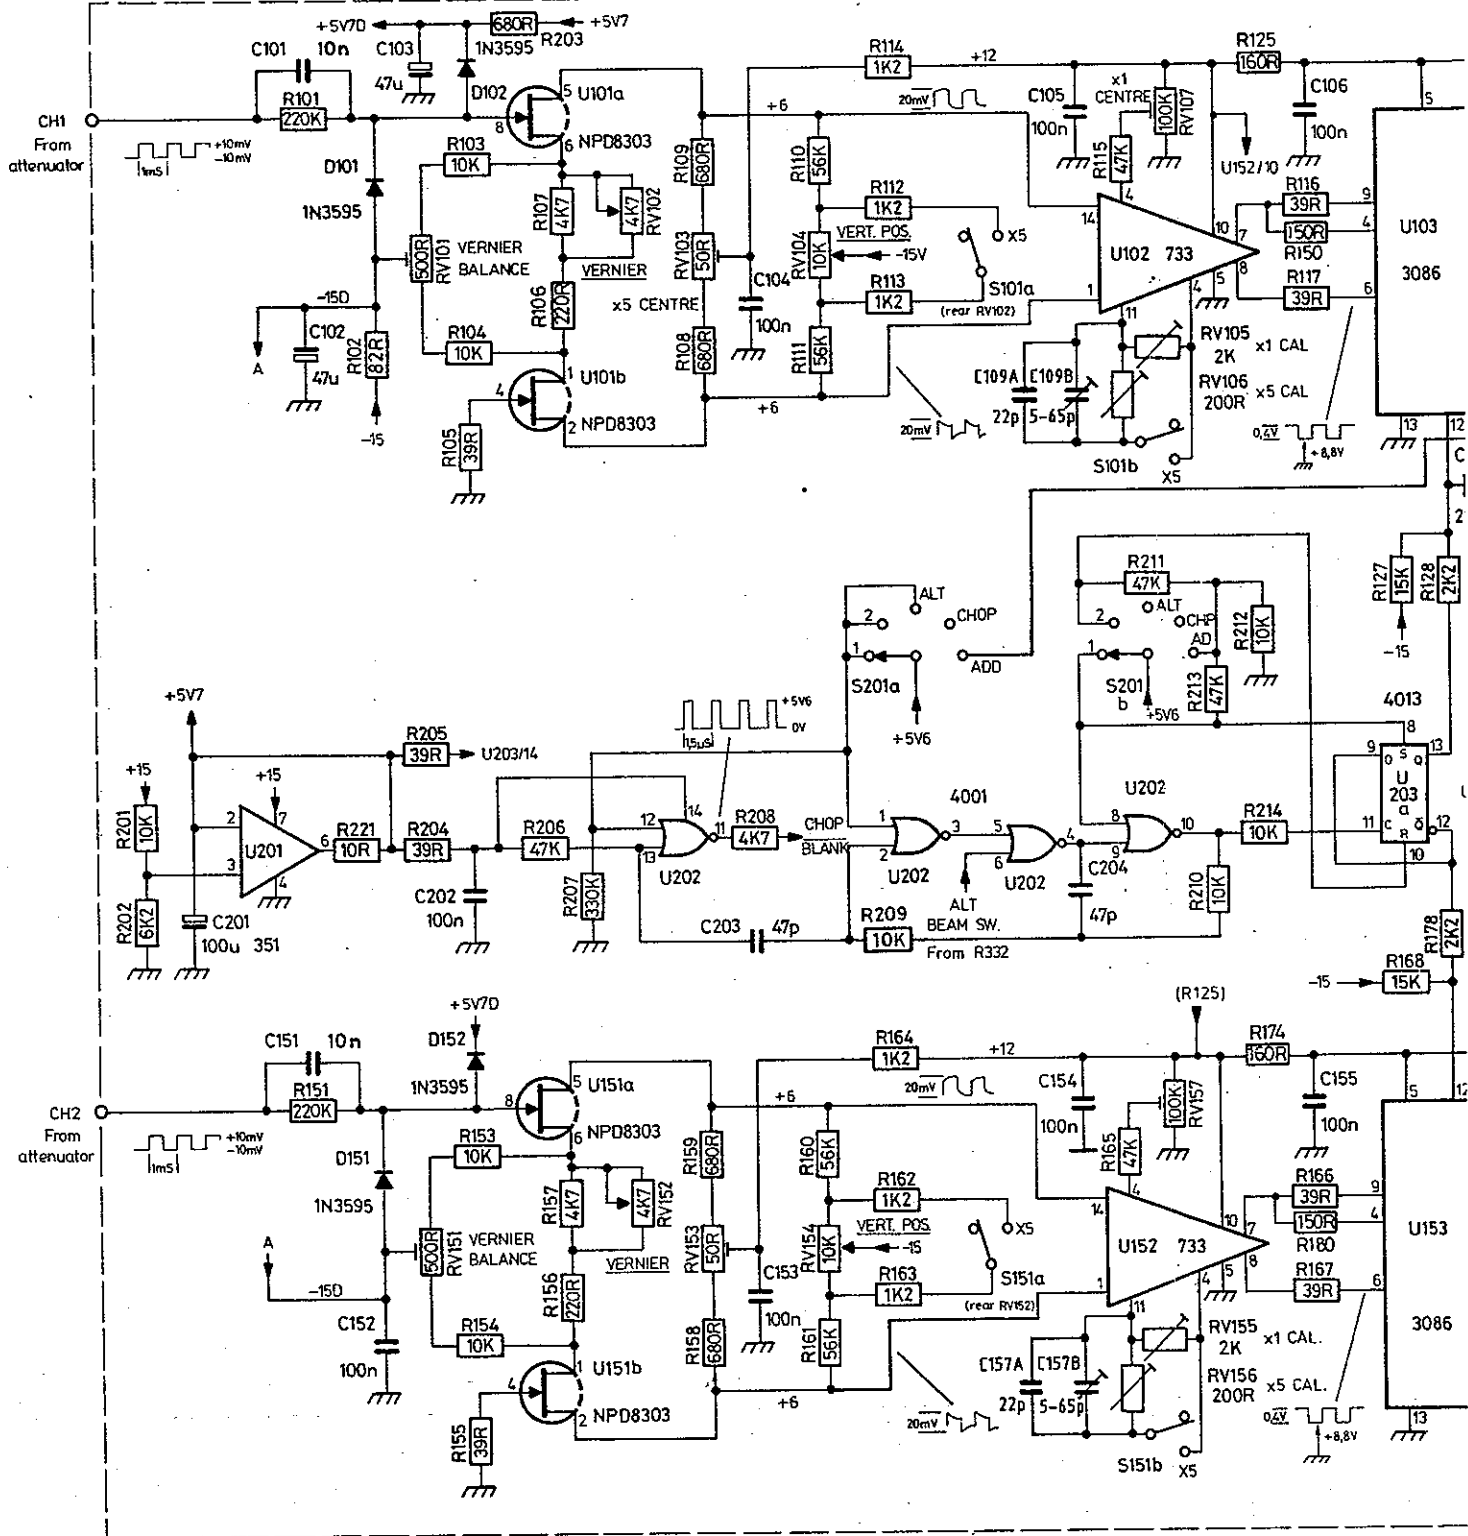 +5V7D
680R
+5V7
C101
10n
C103
1N3595
R203
R114
1K2
+12
R125
160R
47u
D102
U101a
5
20mV
x1
CENTRE
100K
RV107
C106
R101
220K
CH1
From
attenuator
8
NPD8303
6
+6
C105
100n
100n
5
+10mV
-10mV
1mS
D101
R103
10K
R109
680R
R110
56K
R115
47K
U152/10
1N3595
R107
4K7
4K7
RV102
R112
1K2
4
R116
39R
9
14
VERT. POS.
X5
10
7
150R
4
U103
R150
500R
RV101
VERNIER
BALANCE
RV103
50R
RV104
10K
-15V
U102
733
3086
VERNIER
R113
1K2
S101a
8
R117
39R
6
-15D
R106
220R
x5 CENTRE
C104
(rear RV102)
1
4
5
11
C102
R104
10K
100n
A
47u
R102
82R
R108
680R
R111
56K
RV105
2K
x1 CAL
U101b
1
C109A
C109B
RV106
200R
x5 CAL
4
NPD8303
+6
22p
5-65p
-15
R105
39R
2
20mV
0,4V
+8,8V
13
12
S101b
X5
C
2
R211
47K
R127
15K
R128
2K2
ALT
2
CHOP
ALT
2
CHP
AD
R212
10K
1
ADD
1
-15
S201a
S201
b
R213
47K
+5V7
+5V6
0V
1,5uS
+5V6
+5V6
4013
8
R205
39R
U203/14
9
D
S
Q
13
+15
+15
U202
U
203
a
R201
10K
2
7
14
4001
R221
10R
R204
39R
R206
47K
12
11
R208
4K7
CHOP
BLANK
1
3
5
4
8
10
R214
10K
11
C
R
Q
12
U201
6
13
2
6
9
10
3
4
U202
U202
U202
C204
R202
6K2
C202
100n
R207
330K
ALT
BEAM SW.
From R332
47p
R210
10K
C201
100u
351
C203
47p
R209
10K
R178
2K2
R168
-15
15K
+5V7D
(R125)
C151
10n
D152
R164
1K2
+12
R174
160R
R151
220K
1N3595
U151a
5
20mV
C154
100K
RV157
C155
5
12
CH2
From
attenuator
8
+6
100n
100n
+10mV
-10mV
1mS
NPD8303
6
D151
R153
10K
R159
680R
R160
56K
R165
47K
1N3595
R157
4K7
4K7
RV152
R162
1K2
4
R166
39R
9
14
VERT. POS.
X5
10
7
150R
4
U153
R180
A
500R
RV151
VERNIER
BALANCE
RV153
50R
RV154
10K
-15
U152
733
VERNIER
R163
1K2
S151a
8
R167
39R
6
-15D
R156
220R
C153
(rear RV152)
1
4
5
11
C152
R154
10K
100n
3086
100n
R158
680R
R161
56K
RV155
2K
x1 CAL.
U151b
1
C157A
C157B
RV156
200R
x5 CAL.
4
NPD8303
+6
22p
5-65p
R155
39R
2
20mV
0,4V
+8,8V
13
S151b
X5